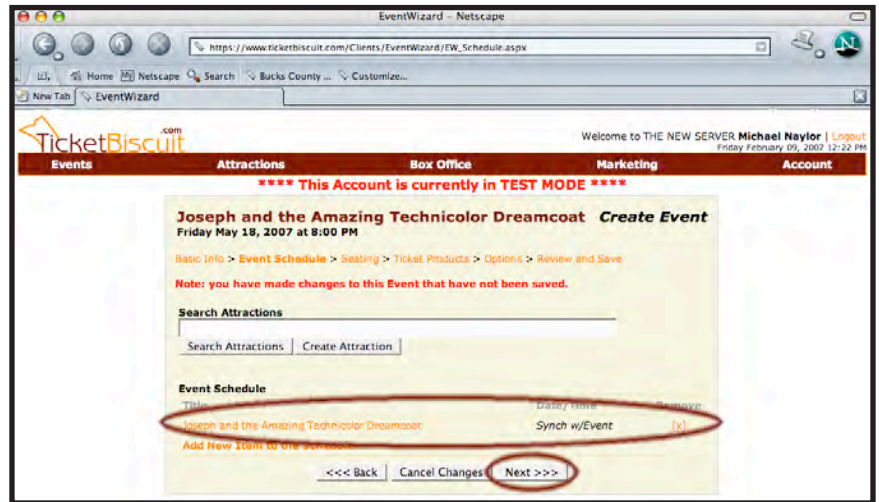 EventWizard – Netscape
https://www.ticketbiscuit.com/Clients/EventWizard/EW_Schedule.aspx
Home My Netscape Search Bucks County ... Customize...
New Tab EventWizard
TicketBiscuit.com
Welcome to THE NEW SERVER Michael Naylor | Logout
Friday February 09, 2007 12:22 PM
Events Attractions Box Office Marketing Account
**** This Account is currently in TEST MODE ****
Joseph and the Amazing Technicolor Dreamcoat Create Event
Friday May 18, 2007 at 8:00 PM
Basic Info > Event Schedule > Seating > Ticket Products > Options > Review and Save
Note: you have made changes to this Event that have not been saved.
Search Attractions
Search Attractions Create Attraction
Event Schedule
Title Date/Time Remove
Joseph and the Amazing Technicolor Dreamcoat Synch w/Event [X]
Add New Item to the Schedule
<<< Back Cancel Changes Next >>>